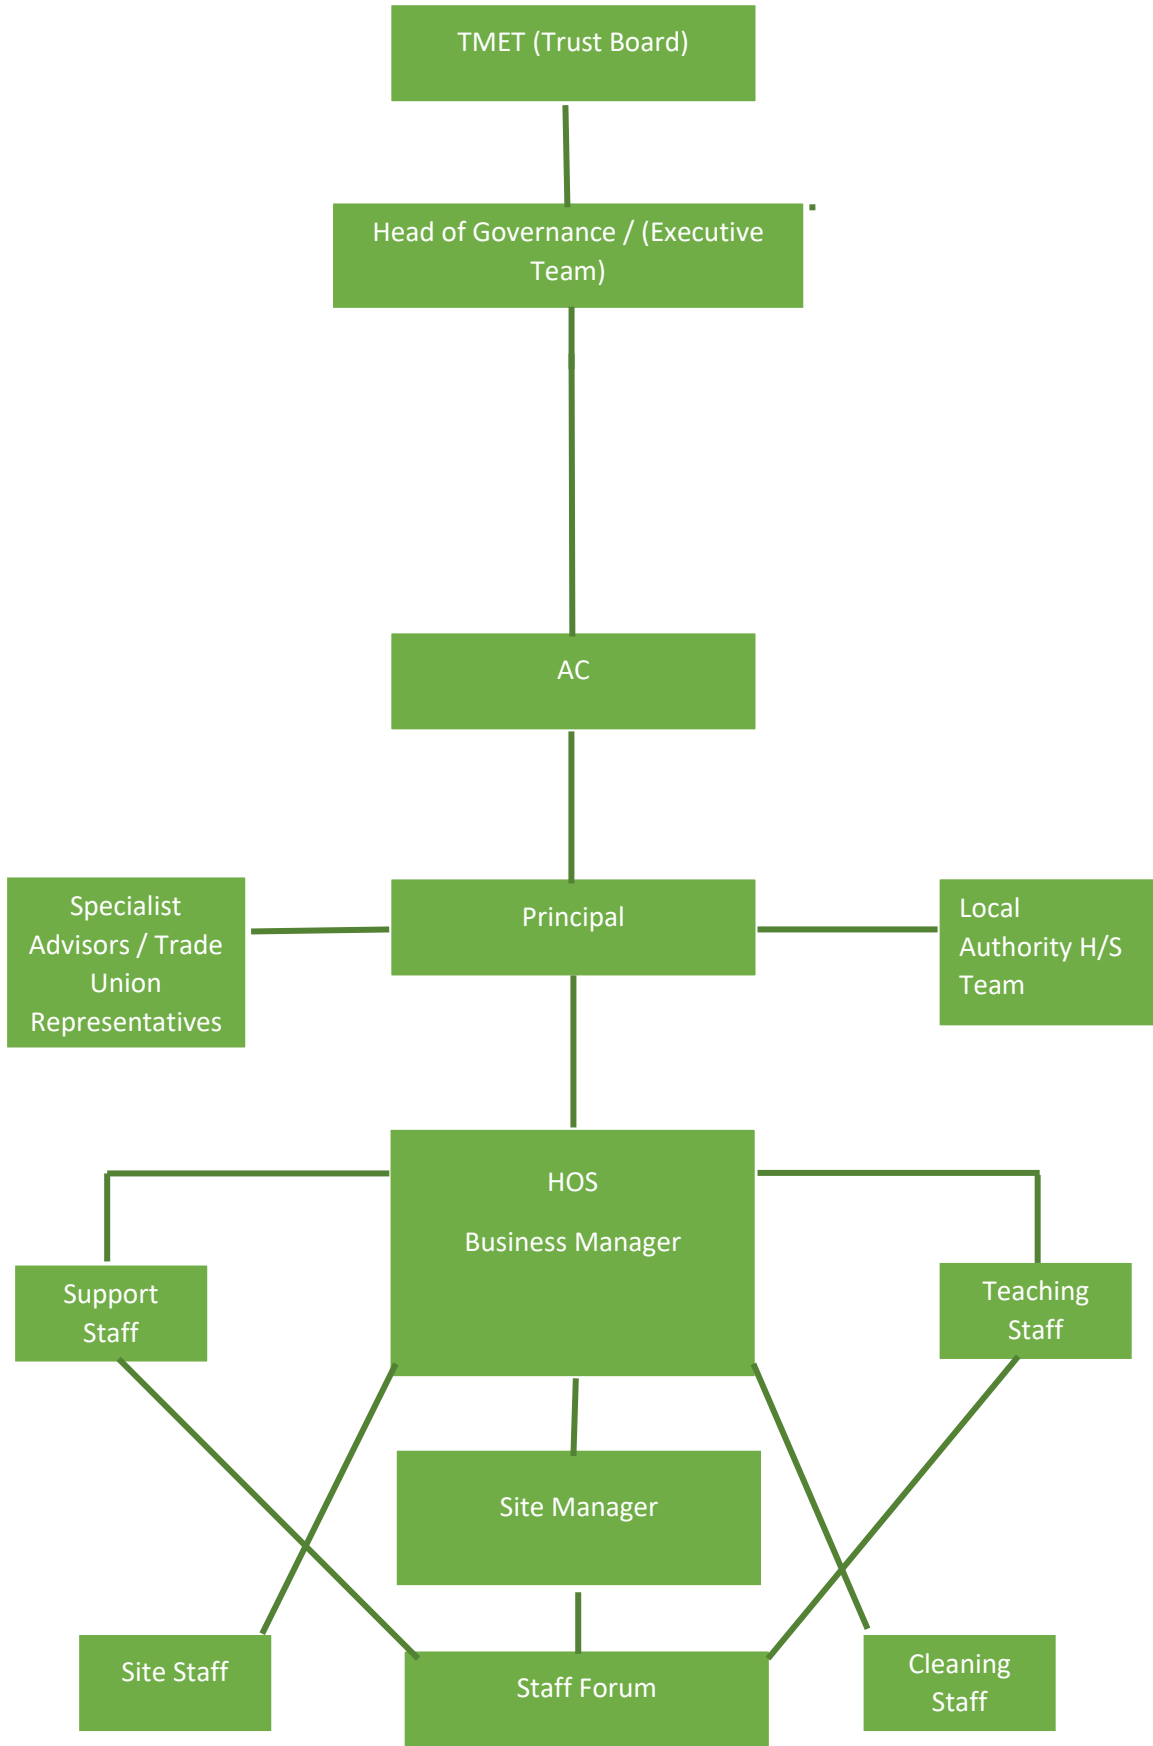 TMET (Trust Board)
Head of Governance / (Executive
Team)
AC
Specialist
Advisors / Trade
Union
Representatives
Principal
Local
Authority H/S
Team
HOS
Business Manager
Support
Staff
Teaching
Staff
Site Manager
Site Staff
Staff Forum
Cleaning
Staff